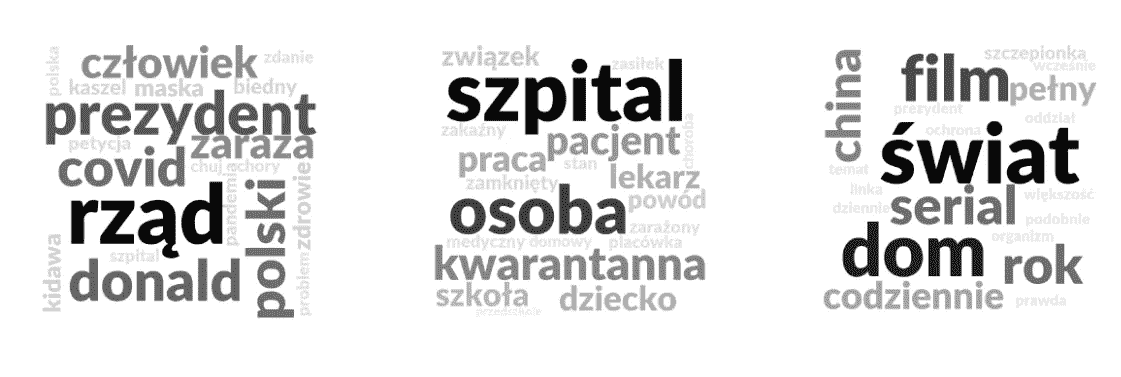 człowiek
zdanie
polska
kaszel maska
biedny
prezydent
petycja
zaraza
covid
chuj
chory
rząd
pandemia
polski
zdrowie
problem
szpital
kidawa
donald
związek
zasiłek
szpital
zakaźny
pacjent
choroba
praca
stan
lekarz
zamknięty
powód
osoba
zarażony
medyczny domowy placówka
kwarantanna
szkoła
dziecko
przedszkole
china
film
szczepionka
wcześnie
pełny
prezydent
oddział
ochrona
świat
temat
linka
większość
dziennie
serial
podobnie
organizm
dom
rok
codziennie
prawda